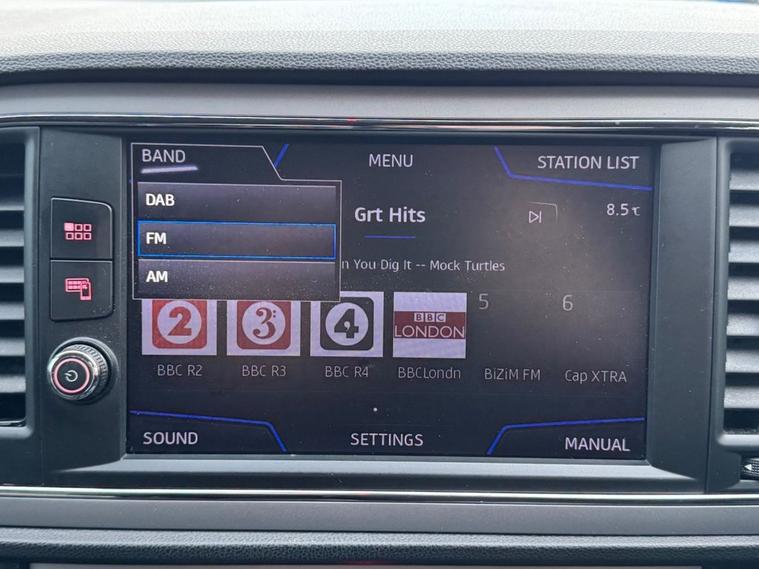 BAND
MENU
STATION LIST
DAB
FM
AM
Grt Hits
8.5℃
n You Dig It -- Mock Turtles
2
3
4
BBC
LONDON
5
6
BBC R2
BBC R3
BBC R4
BBCLondn
BiZiM FM
Cap XTRA
SOUND
SETTINGS
MANUAL